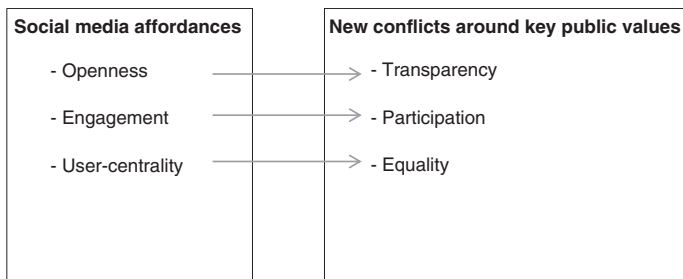 Social media affordances
- Openness
- Engagement
- User-centrality
New conflicts around key public values
- Transparency
- Participation
- Equality